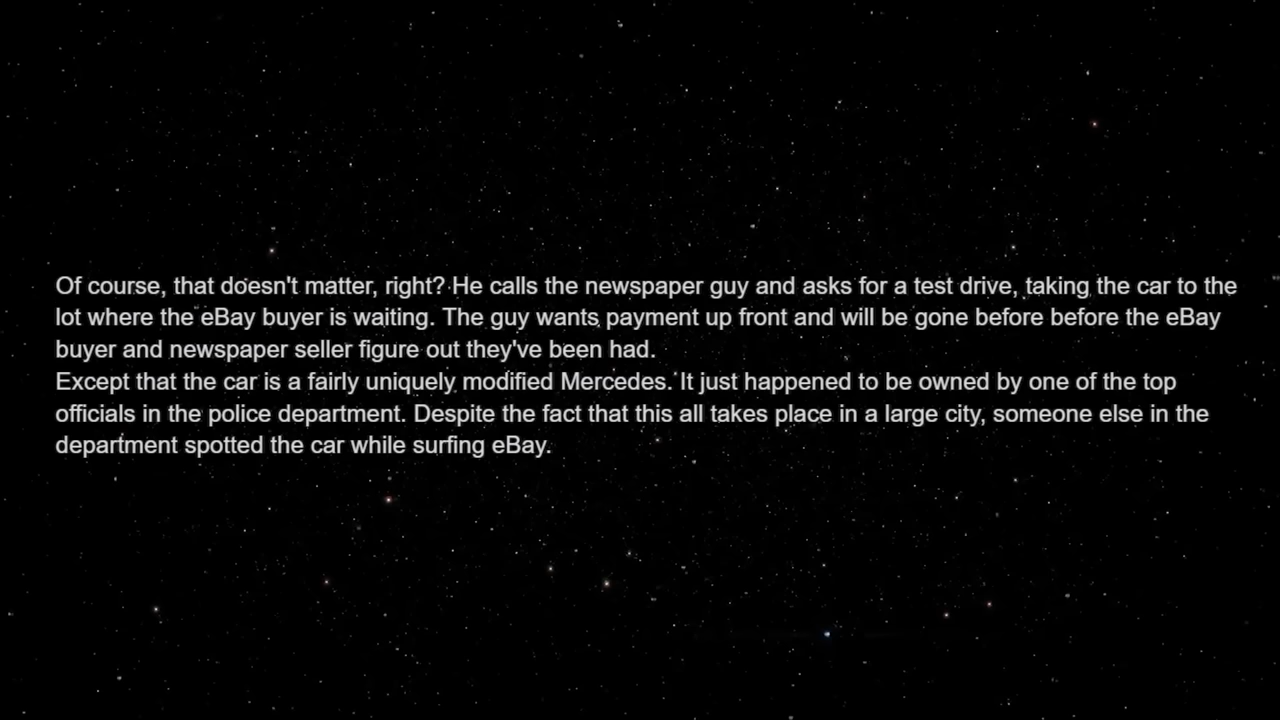 Of course, that doesn't matter, right? He calls the newspaper guy and asks for a test drive, taking the car to the
lot where the eBay buyer is waiting. The guy wants payment up front and will be gone before before the eBay
buyer and newspaper seller figure out they've been had.
Except that the car is a fairly uniquely modified Mercedes. It just happened to be owned by one of the top
officials in the police department. Despite the fact that this all takes place in a large city, someone else in the
department spotted the car while surfing eBay.